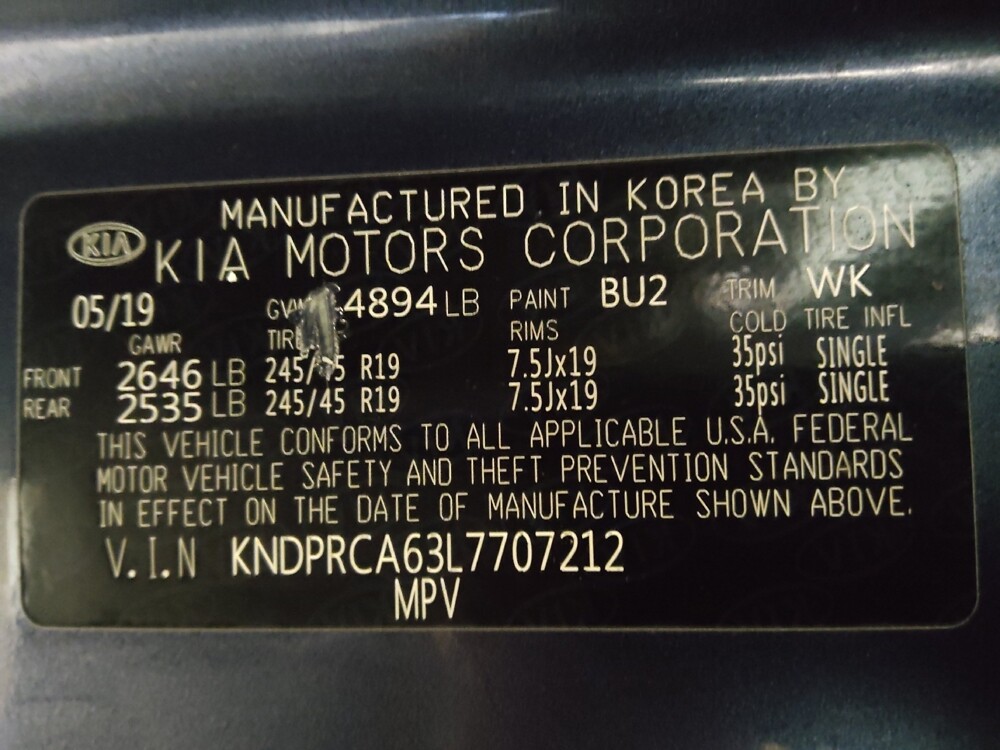 MANUFACTURED IN KOREA BY
KIA KIA MOTORS CORPORATION
05/19 4894 LB PAINT BU2 TRIM WK
GAWR RIMS COLD TIRE INFL
FRONT 2646 LB R19 7.5Jx19 35psi SINGLE
REAR 2535 LB 245/45 R19 7.5Jx19 35psi SINGLE
THIS VEHICLE CONFORMS TO ALL APPLICABLE U.S.A. FEDERAL
MOTOR VEHICLE SAFETY AND THEFT PREVENTION STANDARDS
IN EFFECT ON THE DATE OF MANUFACTURE SHOWN ABOVE.
V.I.N KNDPRCA63L7707212
MPV